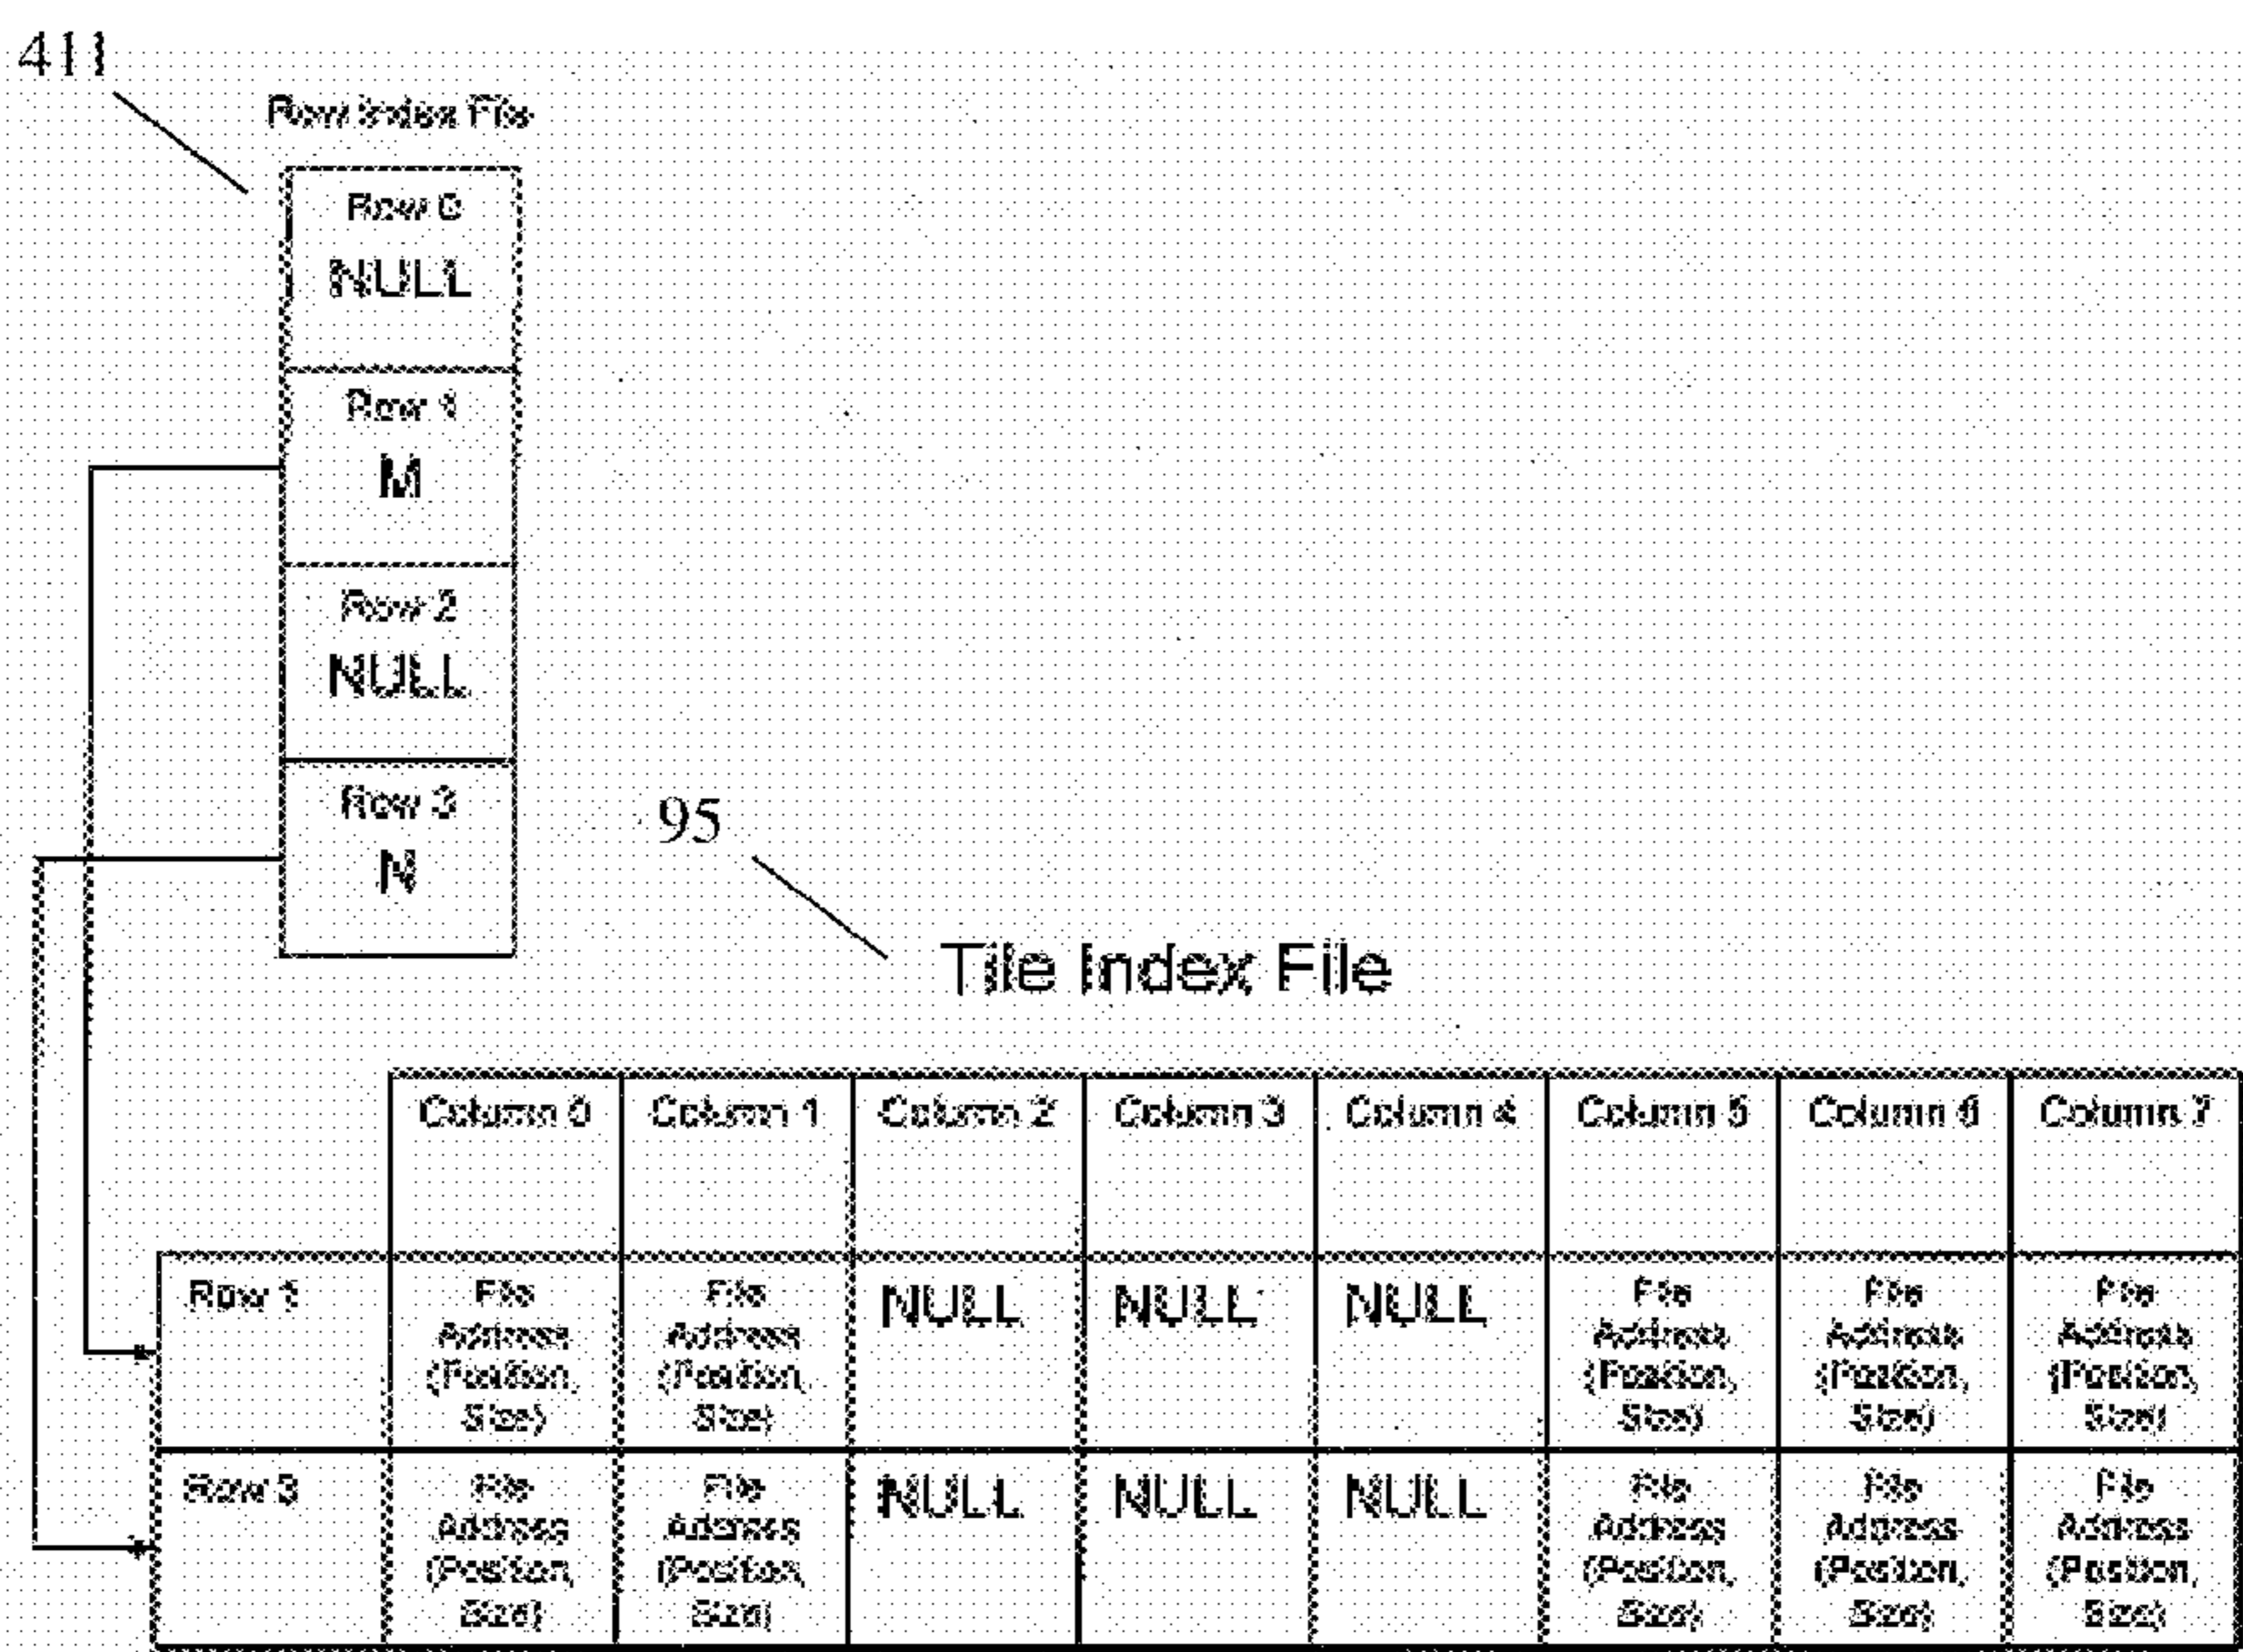 411
Row Index File
Row 0
NULL
Row 1
M
Row 2
NULL
Row 3
N
95
Tile Index File
Column 0 Column 1 Column 2 Column 3 Column 4 Column 5 Column 6 Column 7
Row 1
File Address (Position, Size)
File Address (Position, Size)
NULL
NULL
NULL
File Address (Position, Size)
File Address (Position, Size)
File Address (Position, Size)
Row 3
File Address (Position, Size)
File Address (Position, Size)
NULL
NULL
NULL
File Address (Position, Size)
File Address (Position, Size)
File Address (Position, Size)